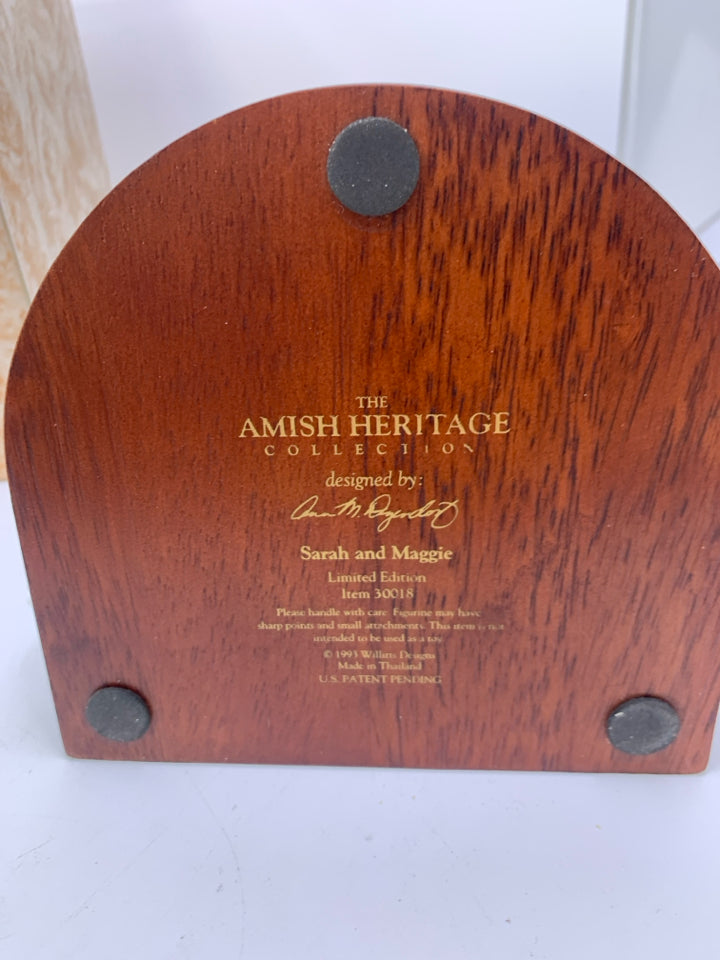 THE
AMISH HERITAGE
COLLECTION
designed by:
Ann M. Dezendorf
Sarah and Maggie
Limited Edition
Item 30018
Please handle with care. Figurine may have
sharp points and small attachments. This item is not
intended to be used as a toy.
© 1993 Willitts Designs
Made in Thailand
U.S. PATENT PENDING